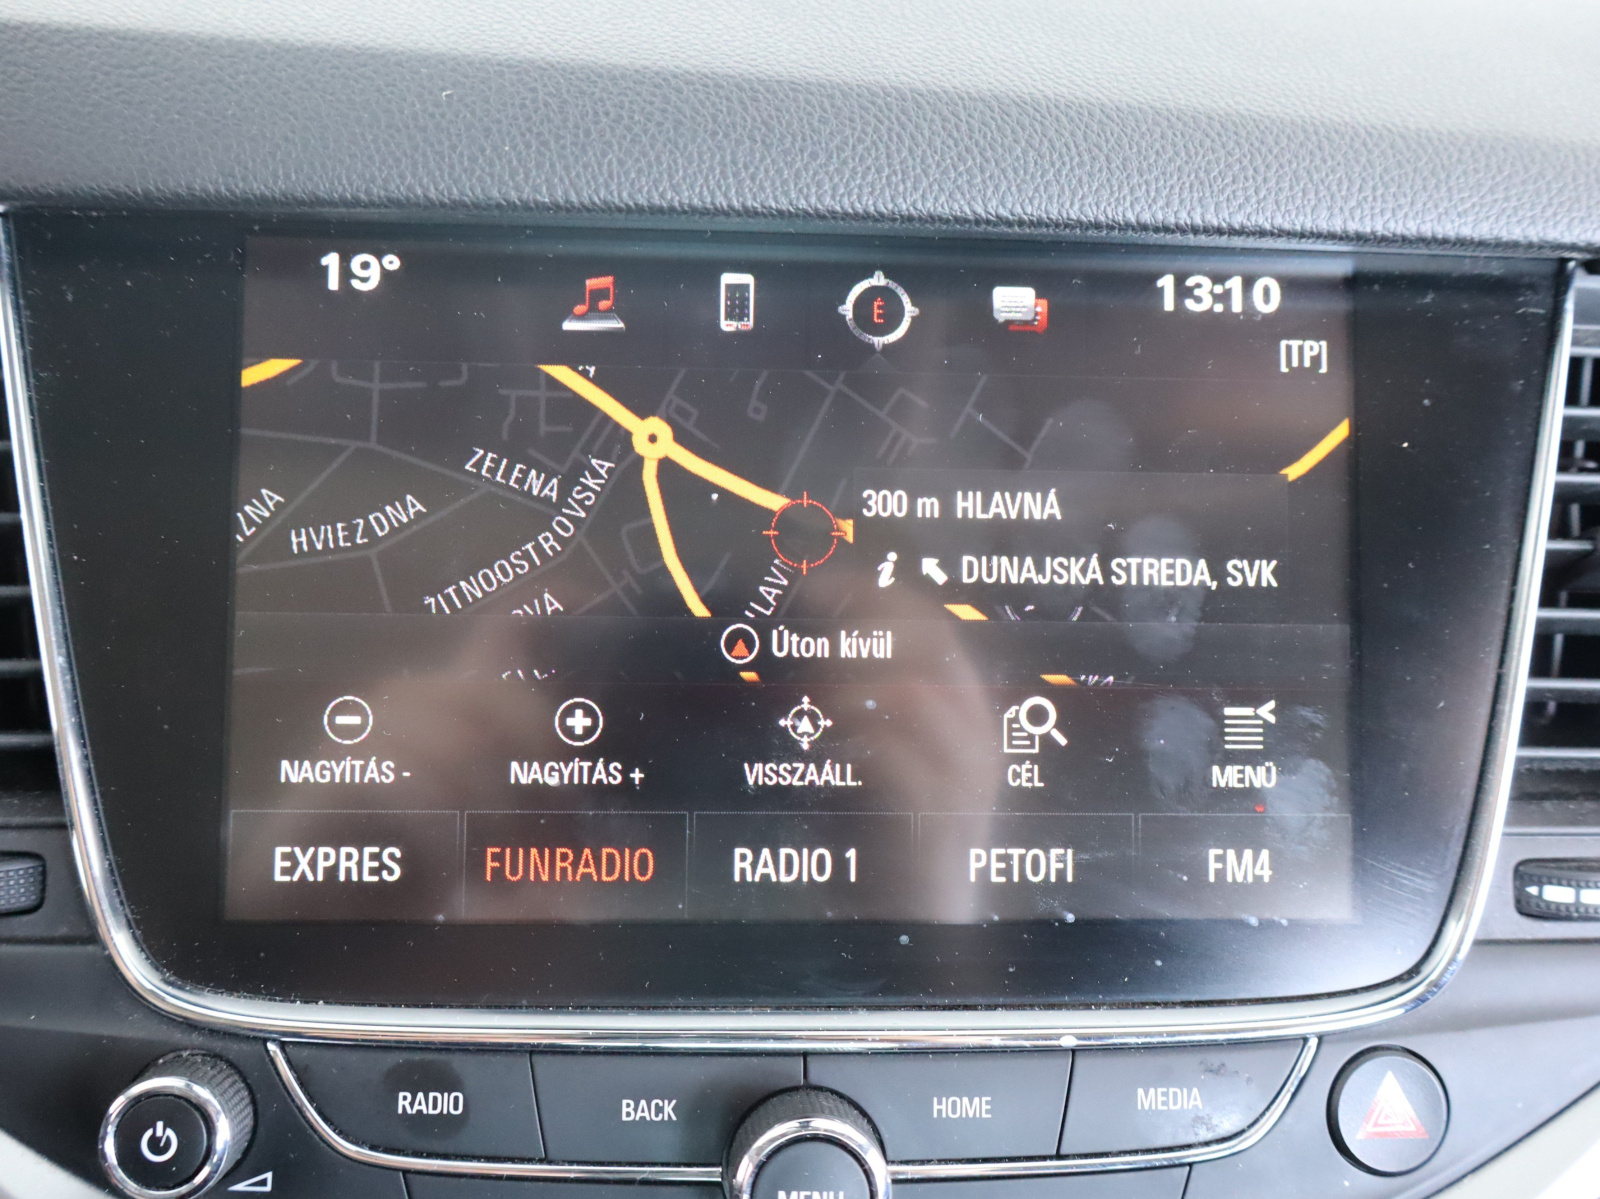 19°
É
13:10
[TP]
ZELENÁ
HVIEZDNA
ŽITNOOSTROVSKÁ
300 m HLAVNÁ
i DUNAJSKÁ STREDA, SVK
Úton kívül
NAGYÍTÁS -
NAGYÍTÁS +
VISSZAÁLL.
CÉL
MENÜ
EXPRES
FUNRADIO
RADIO 1
PETOFI
FM4
RADIO
BACK
HOME
MEDIA
MENU